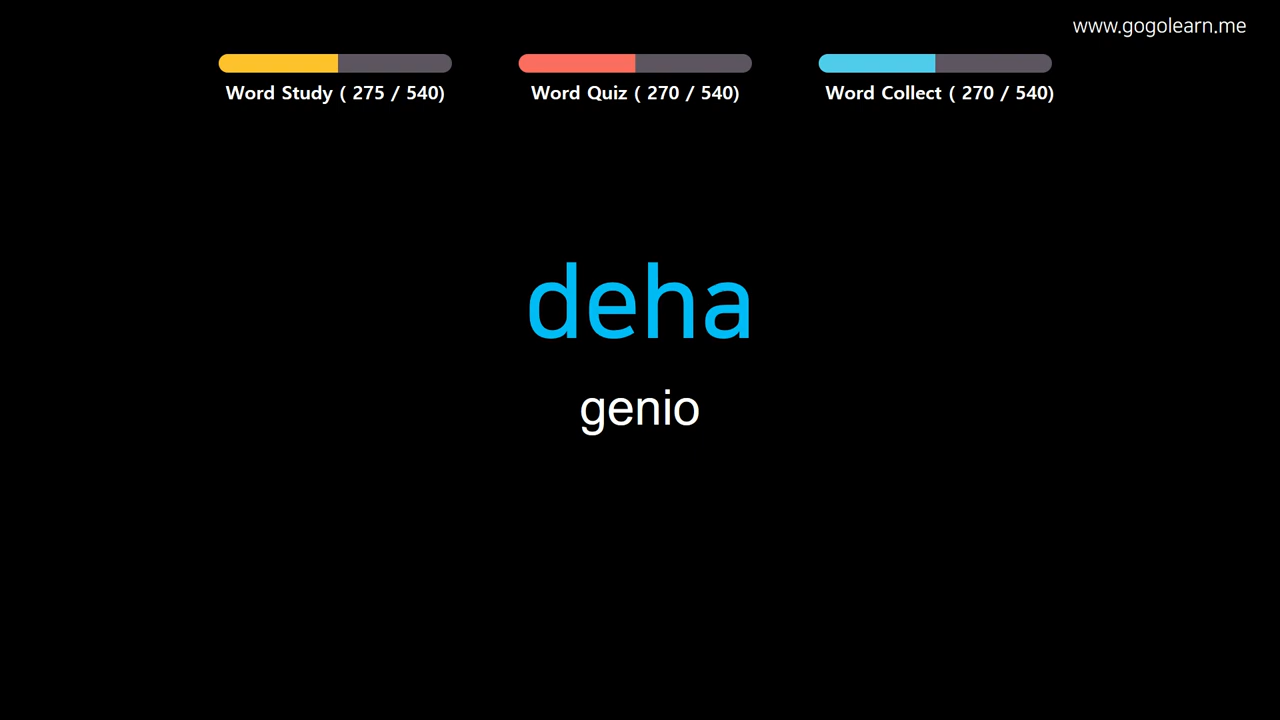 www.gogolearn.me
Word Study ( 275 / 540)
Word Quiz ( 270 / 540)
Word Collect ( 270 / 540)
deha
genio